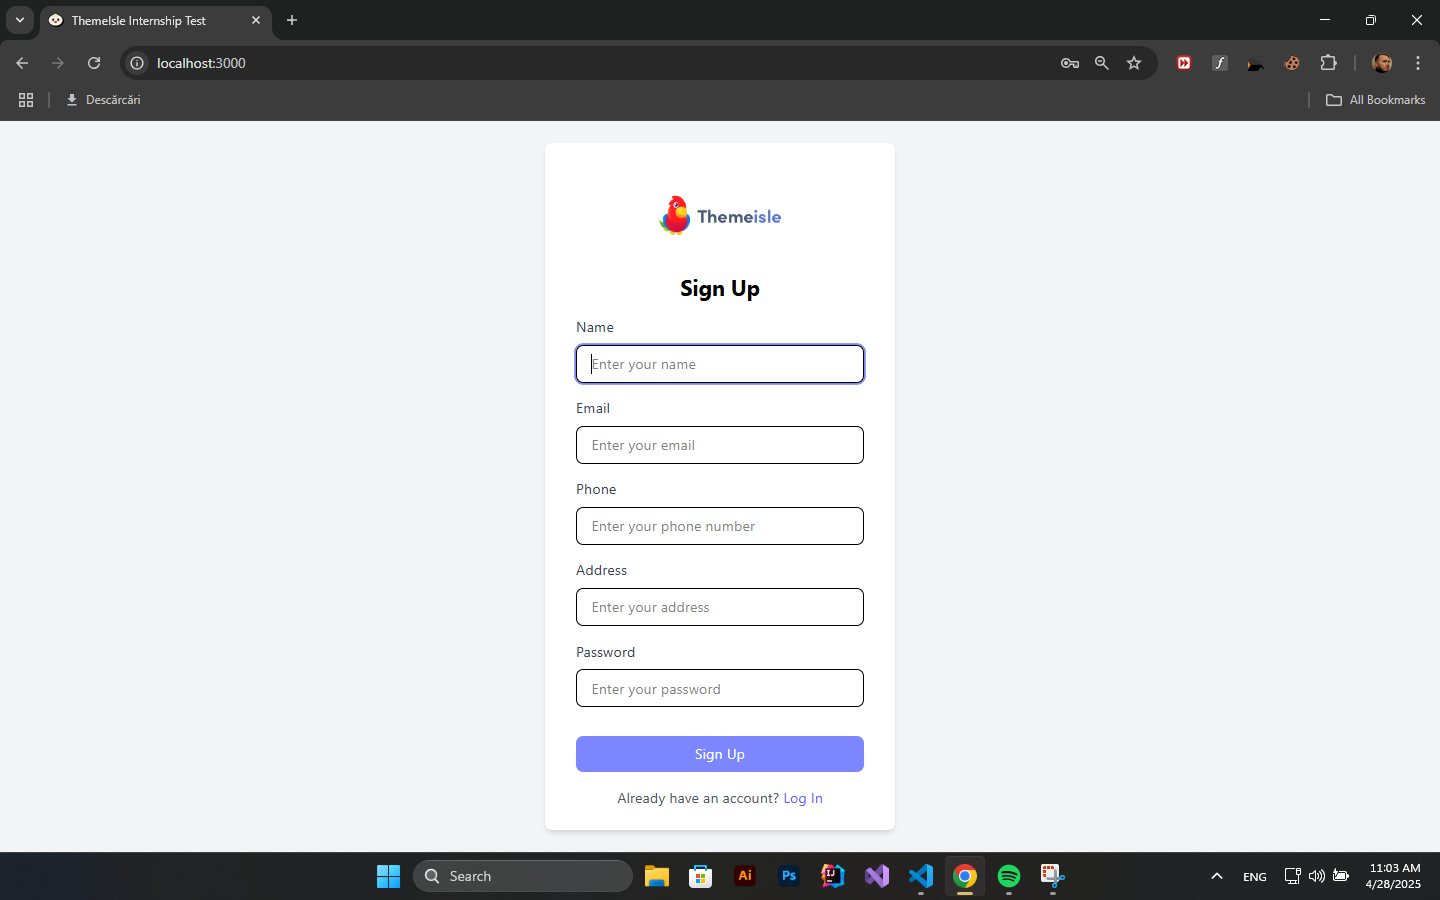 ThemeIsle Internship Test
localhost:3000
Descărcări
All Bookmarks
Themeisle
Sign Up
Name
Enter your name
Email
Enter your email
Phone
Enter your phone number
Address
Enter your address
Password
Enter your password
Sign Up
Already have an account? Log In
Search
Ai
Ps
IJ
ENG
11:03 AM
4/28/2025